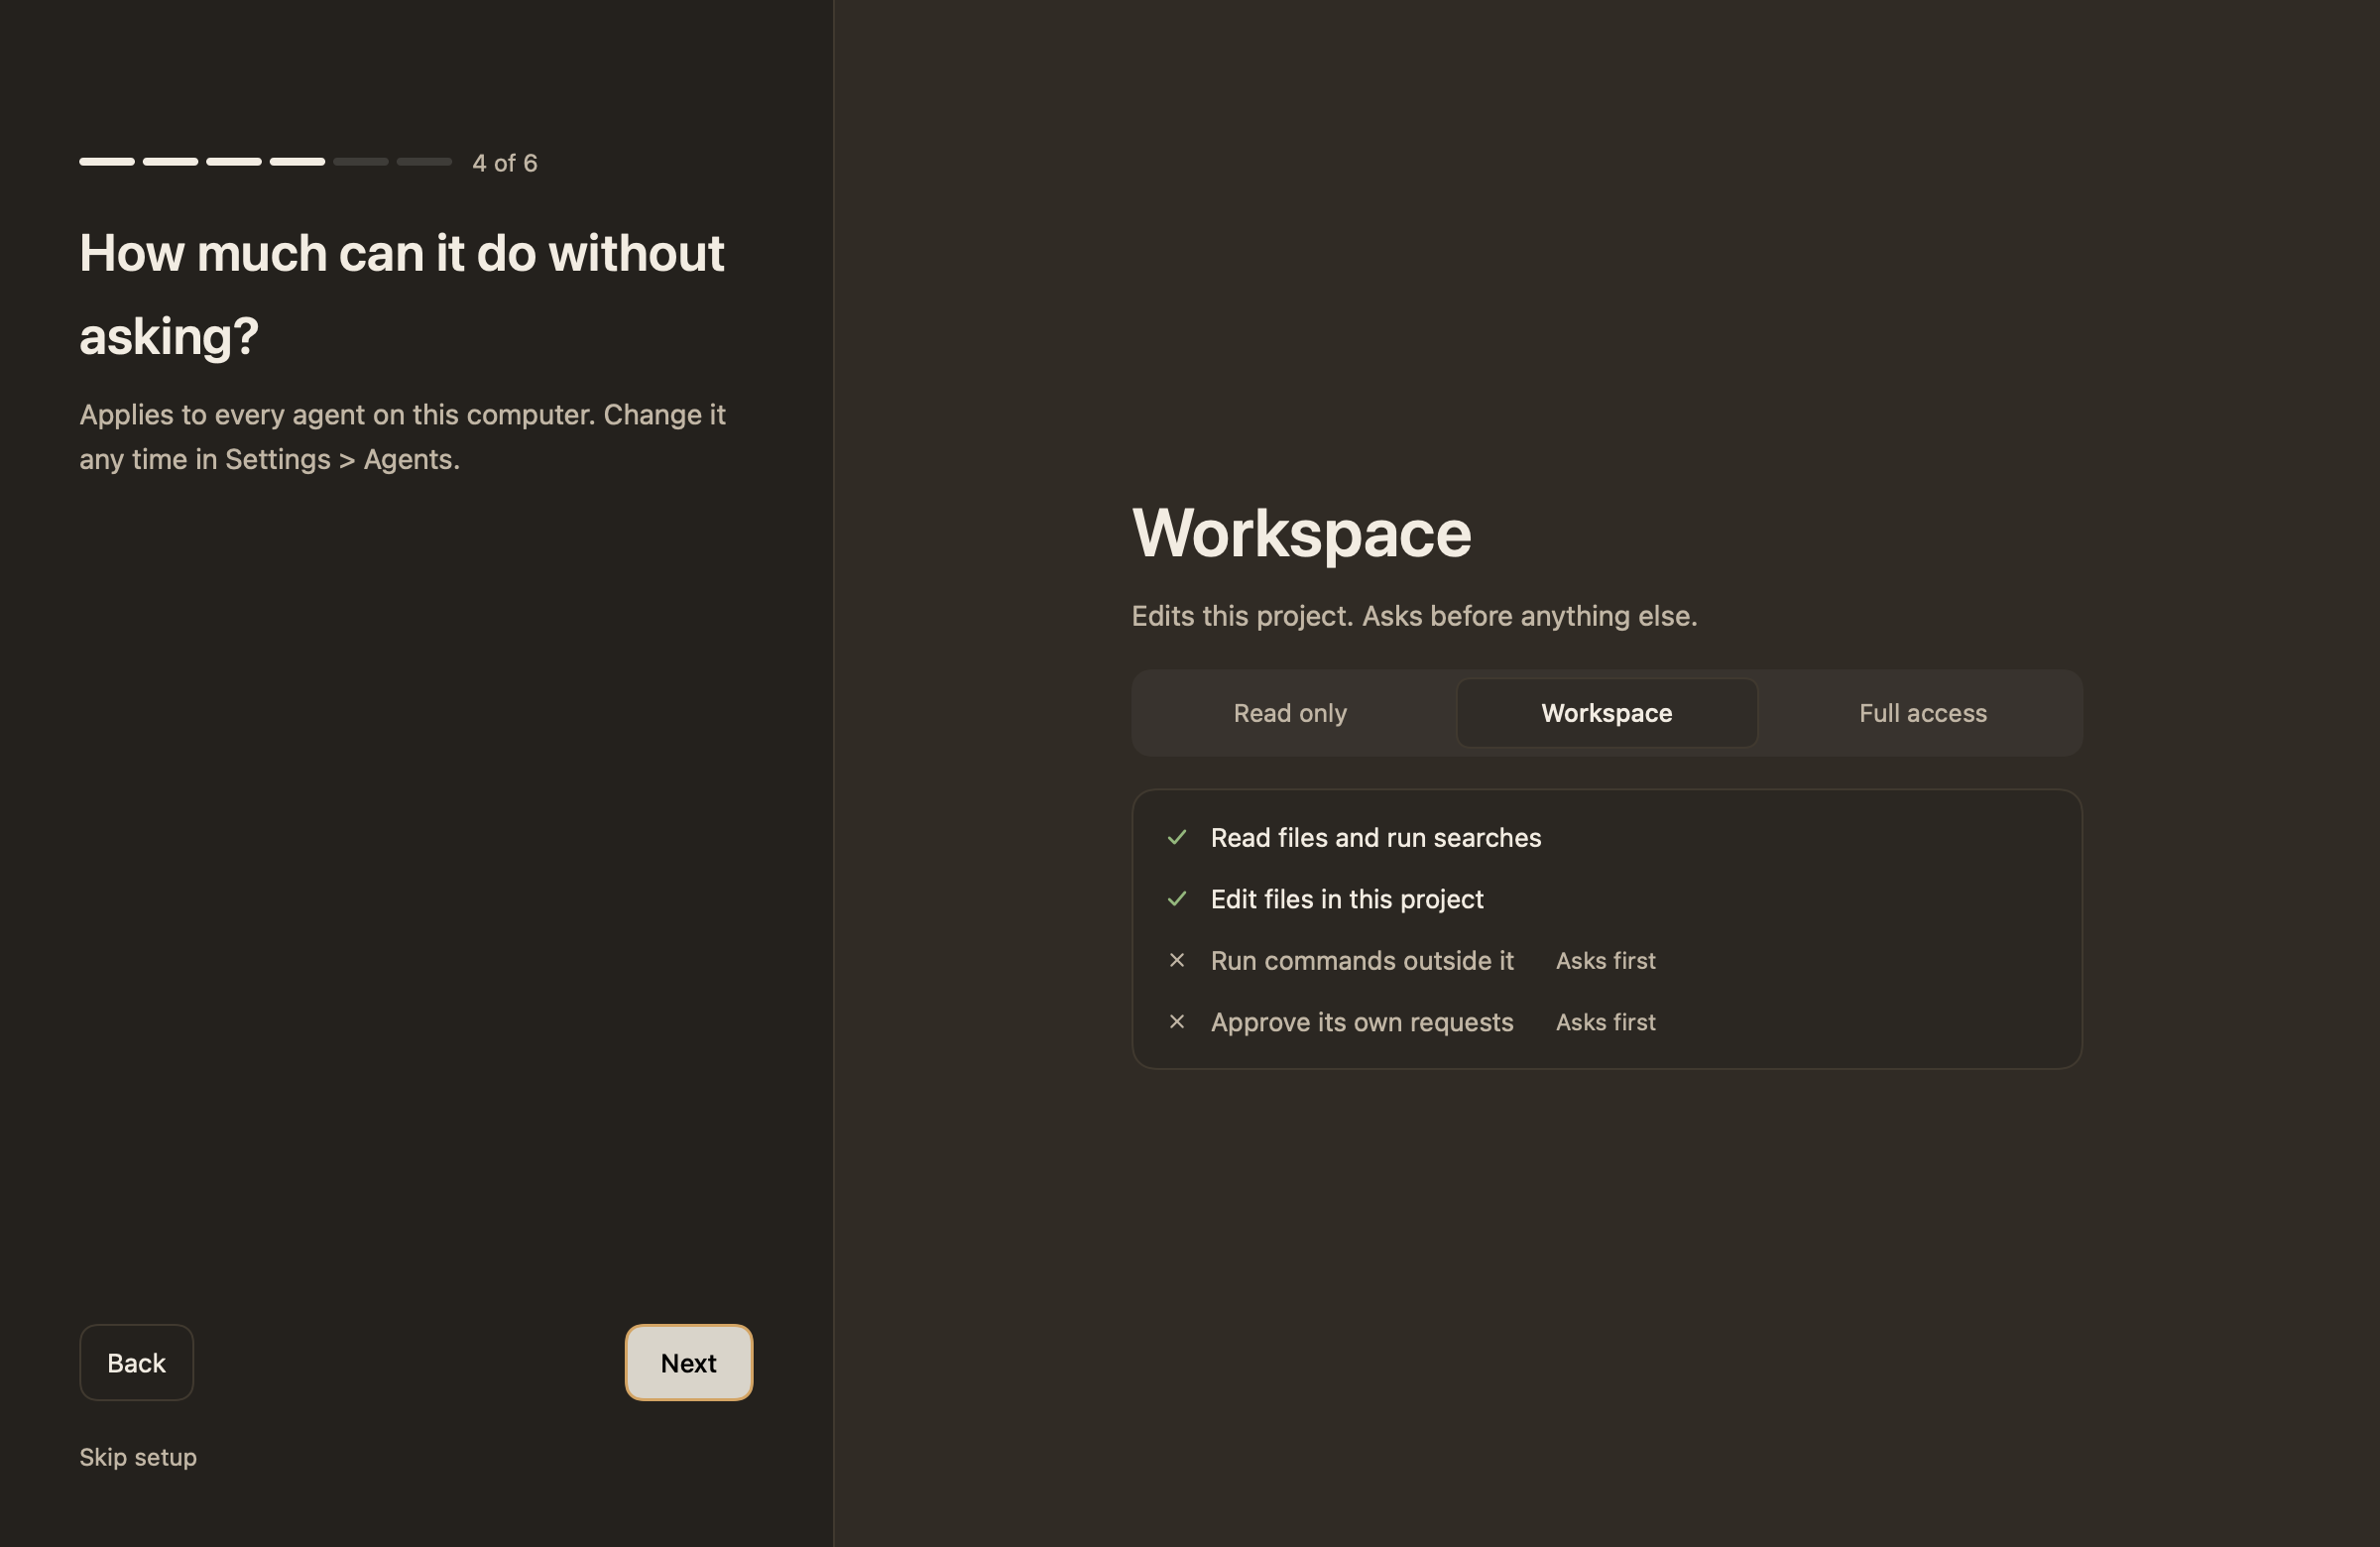 4 of 6
How much can it do without
asking?
Applies to every agent on this computer. Change it
any time in Settings > Agents.
Back
Next
Skip setup
Workspace
Edits this project. Asks before anything else.
Read only
Workspace
Full access
Read files and run searches
Edit files in this project
Run commands outside it Asks first
Approve its own requests Asks first